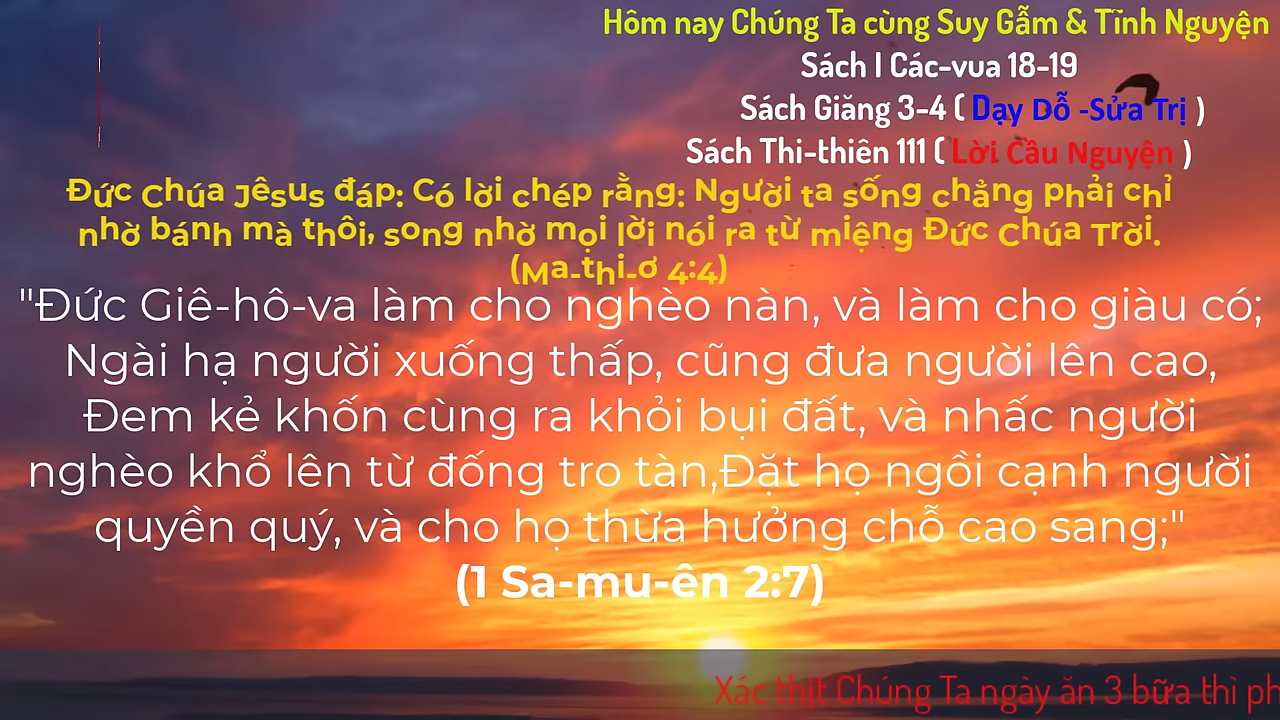 Hôm nay Chúng Ta cùng Suy Gẫm & Tĩnh Nguyện
Sách I Các-vua 18-19
Sách Giăng 3-4 ( Dạy Dỗ -Sửa Trị )
Sách Thi-thiên 111 ( Lời Cầu Nguyện )
Đức Chúa Jêsus đáp: Có lời chép rằng: Người ta sống chẳng phải chỉ
nhờ bánh mà thôi, song nhờ mọi lời nói ra từ miệng Đức Chúa Trời.
(Ma-thi-ơ 4:4)
"Đức Giê-hô-va làm cho nghèo nàn, và làm cho giàu có;
Ngài hạ người xuống thấp, cũng đưa người lên cao,
Đem kẻ khốn cùng ra khỏi bụi đất, và nhấc người
nghèo khổ lên từ đống tro tàn,Đặt họ ngồi cạnh người
quyền quý, và cho họ thừa hưởng chỗ cao sang;"
(1 Sa-mu-ên 2:7)
Xác thịt Chúng Ta ngày ăn 3 bữa thì ph